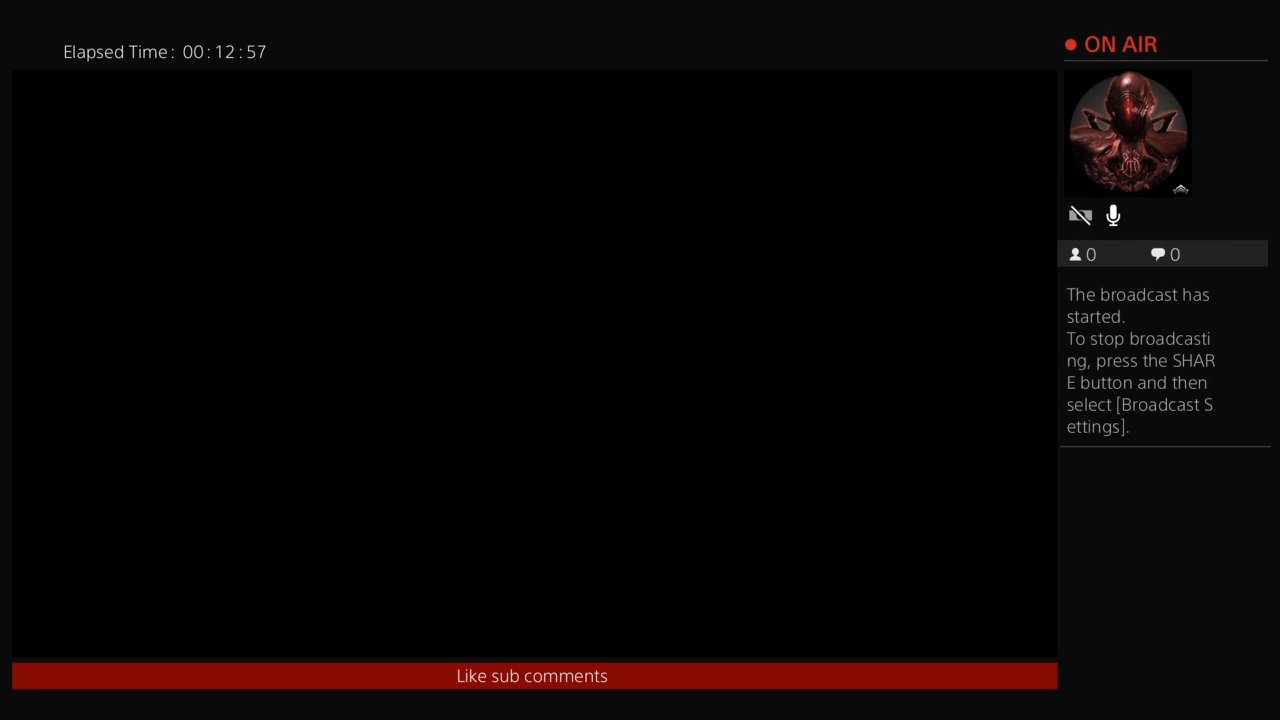 Elapsed Time: 00:12:57
ON AIR
0 0
The broadcast has
started.
To stop broadcasti
ng, press the SHAR
E button and then
select [Broadcast S
ettings].
Like sub comments